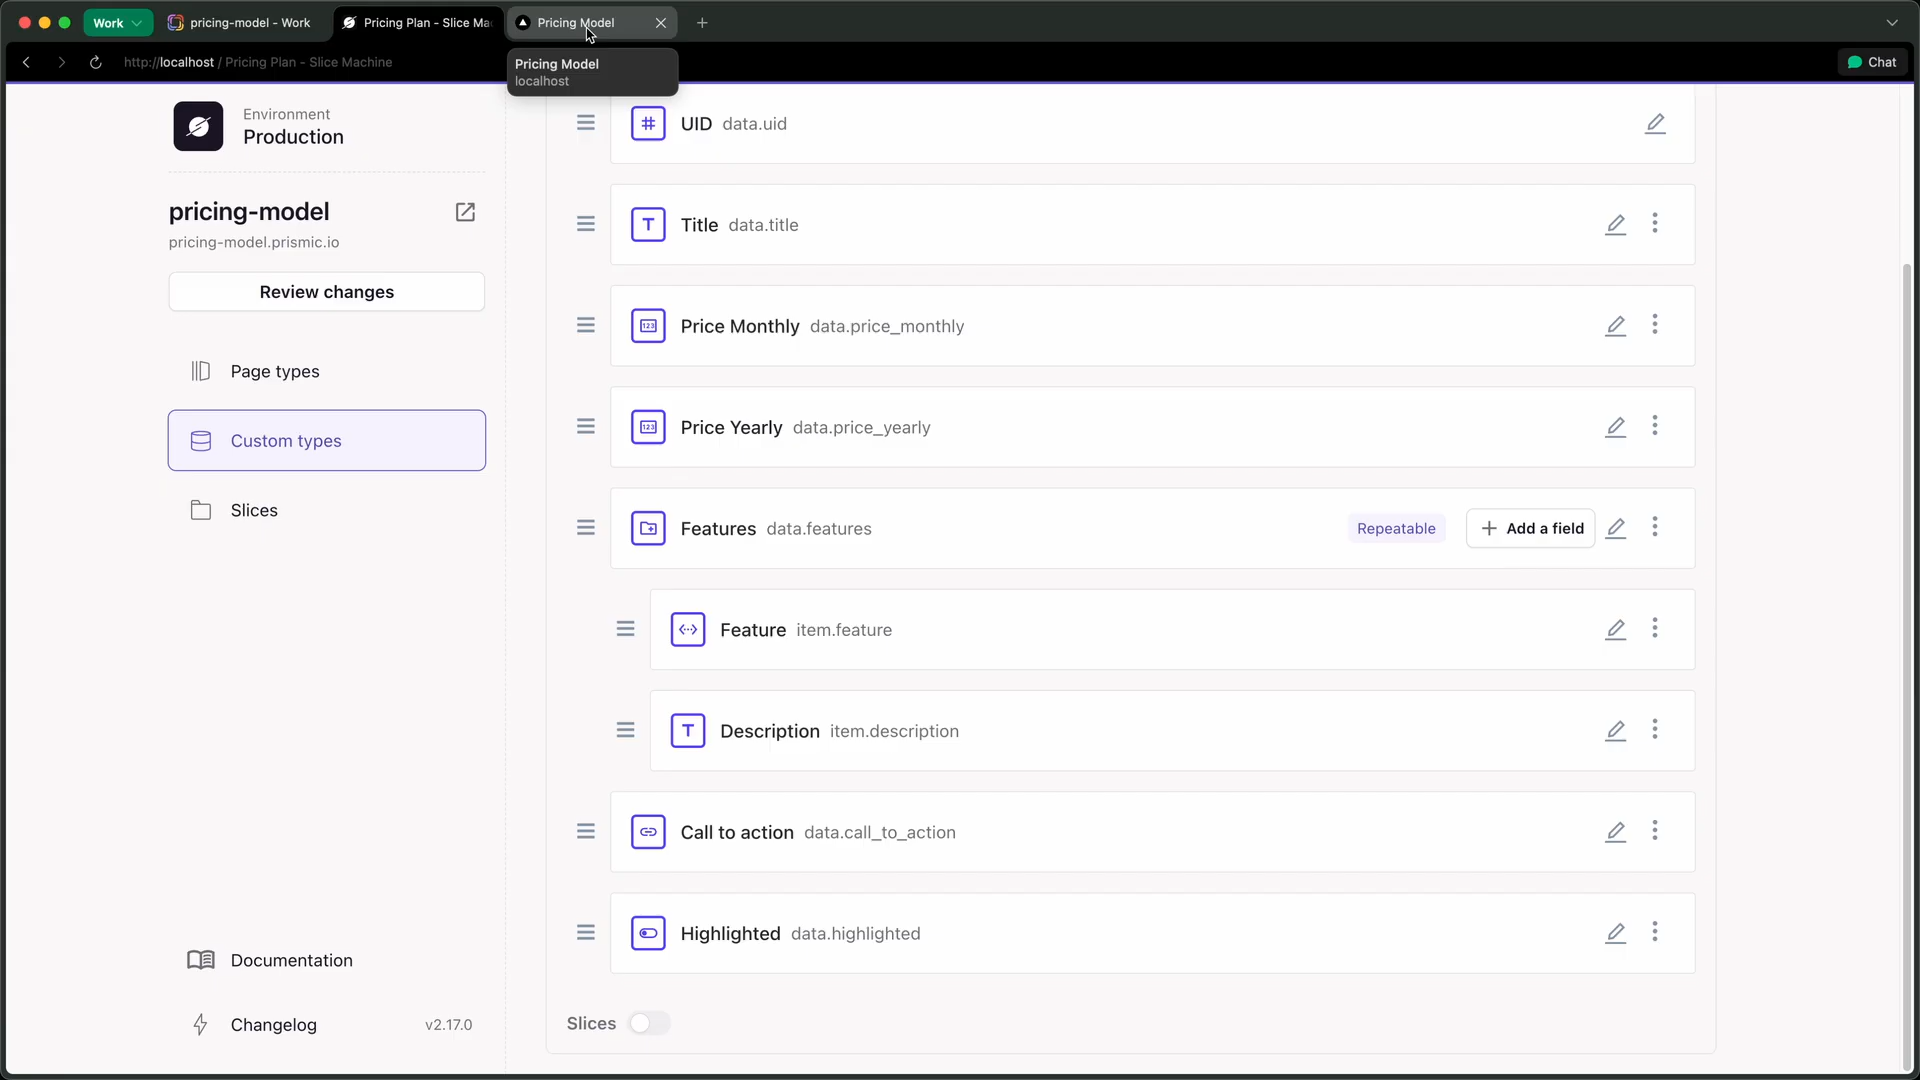 Work
pricing-model - Work
Pricing Plan - Slice Ma
Pricing Model
http://localhost / Pricing Plan - Slice Machine
Chat
Pricing Model
localhost
Environment
Production
pricing-model
pricing-model.prismic.io
Review changes
Page types
Custom types
Slices
Documentation
Changelog
v2.17.0
UID data.uid
Title data.title
Price Monthly data.price_monthly
Price Yearly data.price_yearly
Features data.features
Repeatable
Add a field
Feature item.feature
Description item.description
Call to action data.call_to_action
Highlighted data.highlighted
Slices